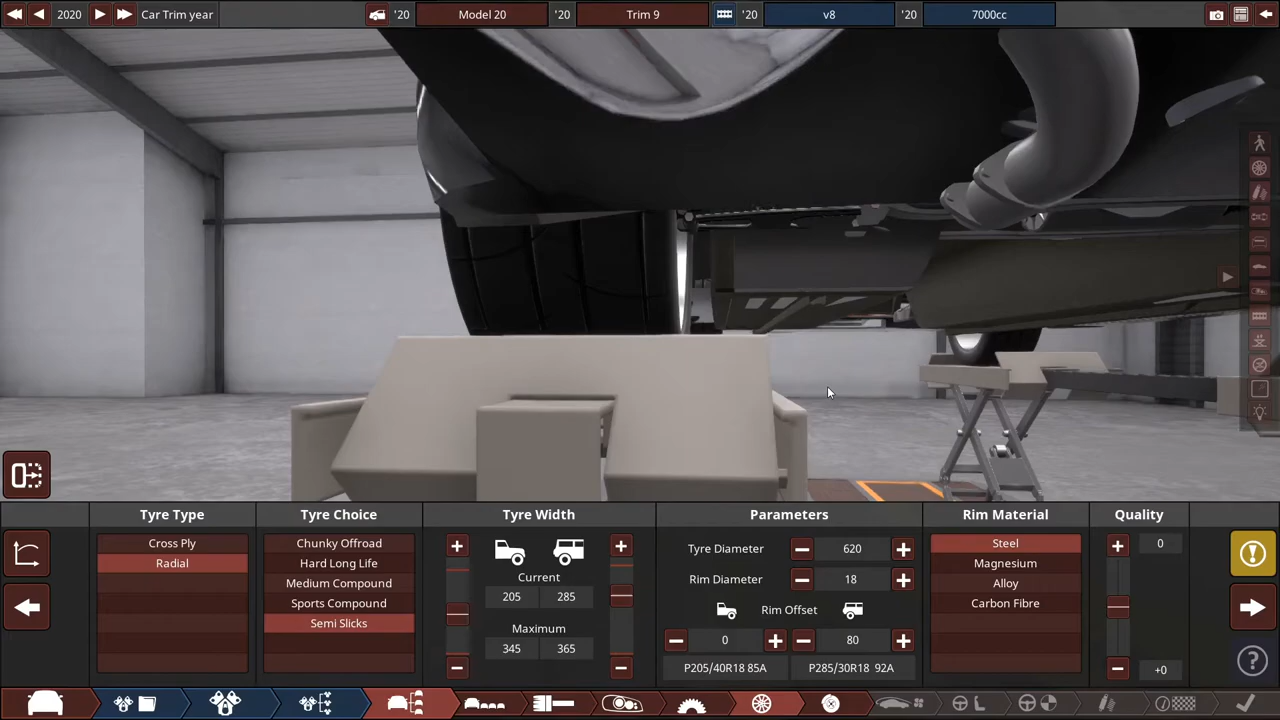 2020 Car Trim year '20 Model 20 '20 Trim 9 '20 v8 '20 7000cc
Tyre Type Tyre Choice Tyre Width Parameters Rim Material Quality
Cross Ply
Radial
Chunky Offroad
Hard Long Life
Medium Compound
Sports Compound
Semi Slicks
Current
205 285
Maximum
345 365
Tyre Diameter − 620 +
Rim Diameter − 18 +
Rim Offset
− 0 + − 80 +
P205/40R18 85A P285/30R18 92A
Steel
Magnesium
Alloy
Carbon Fibre
+ 0
− +0